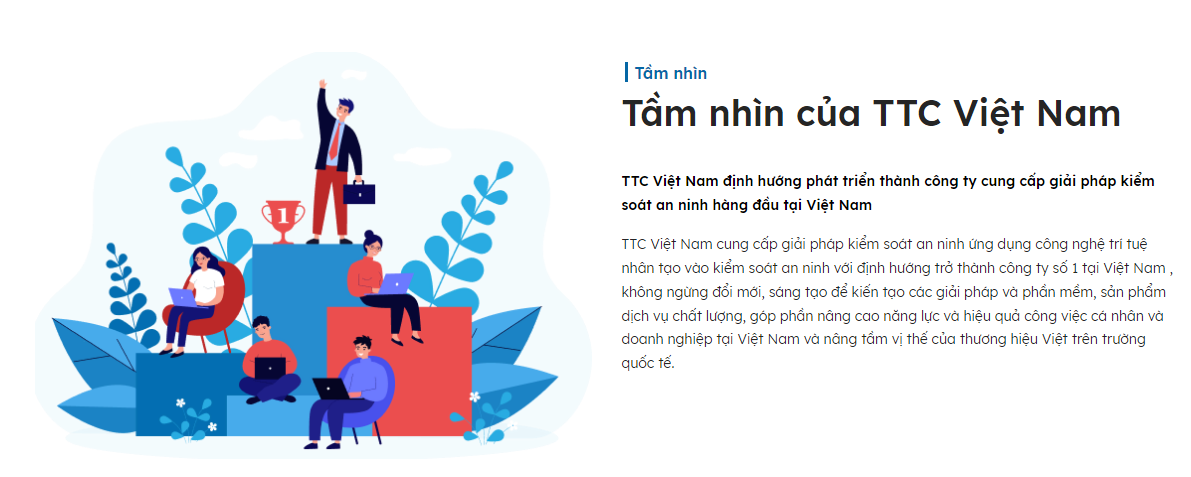 Tầm nhìn
Tầm nhìn của TTC Việt Nam
TTC Việt Nam định hướng phát triển thành công ty cung cấp giải pháp kiểm
soát an ninh hàng đầu tại Việt Nam
TTC Việt Nam cung cấp giải pháp kiểm soát an ninh ứng dụng công nghệ trí tuệ
nhân tạo vào kiểm soát an ninh với định hướng trở thành công ty số 1 tại Việt Nam ,
không ngừng đổi mới, sáng tạo để kiến tạo các giải pháp và phần mềm, sản phẩm
dịch vụ chất lượng, góp phần nâng cao năng lực và hiệu quả công việc cá nhân và
doanh nghiệp tại Việt Nam và nâng tầm vị thế của thương hiệu Việt trên trường
quốc tế.
1